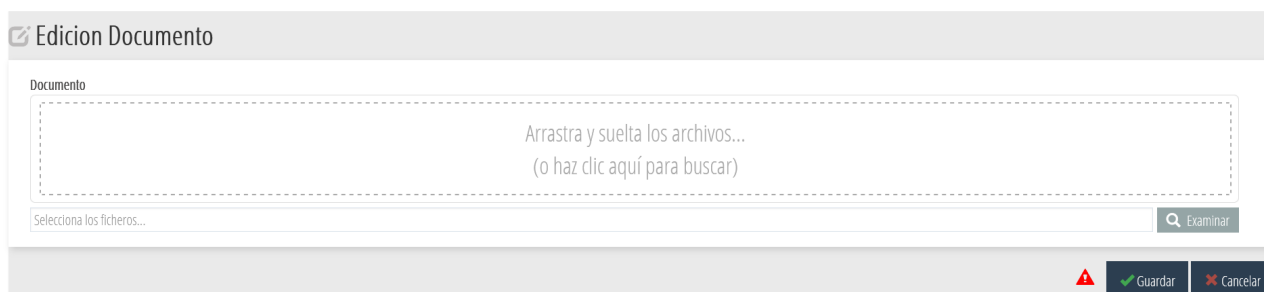 Edicion Documento
Documento
Arrastra y suelta los archivos...
(o haz clic aquí para buscar)
Selecciona los ficheros...
Examinar
Guardar
Cancelar